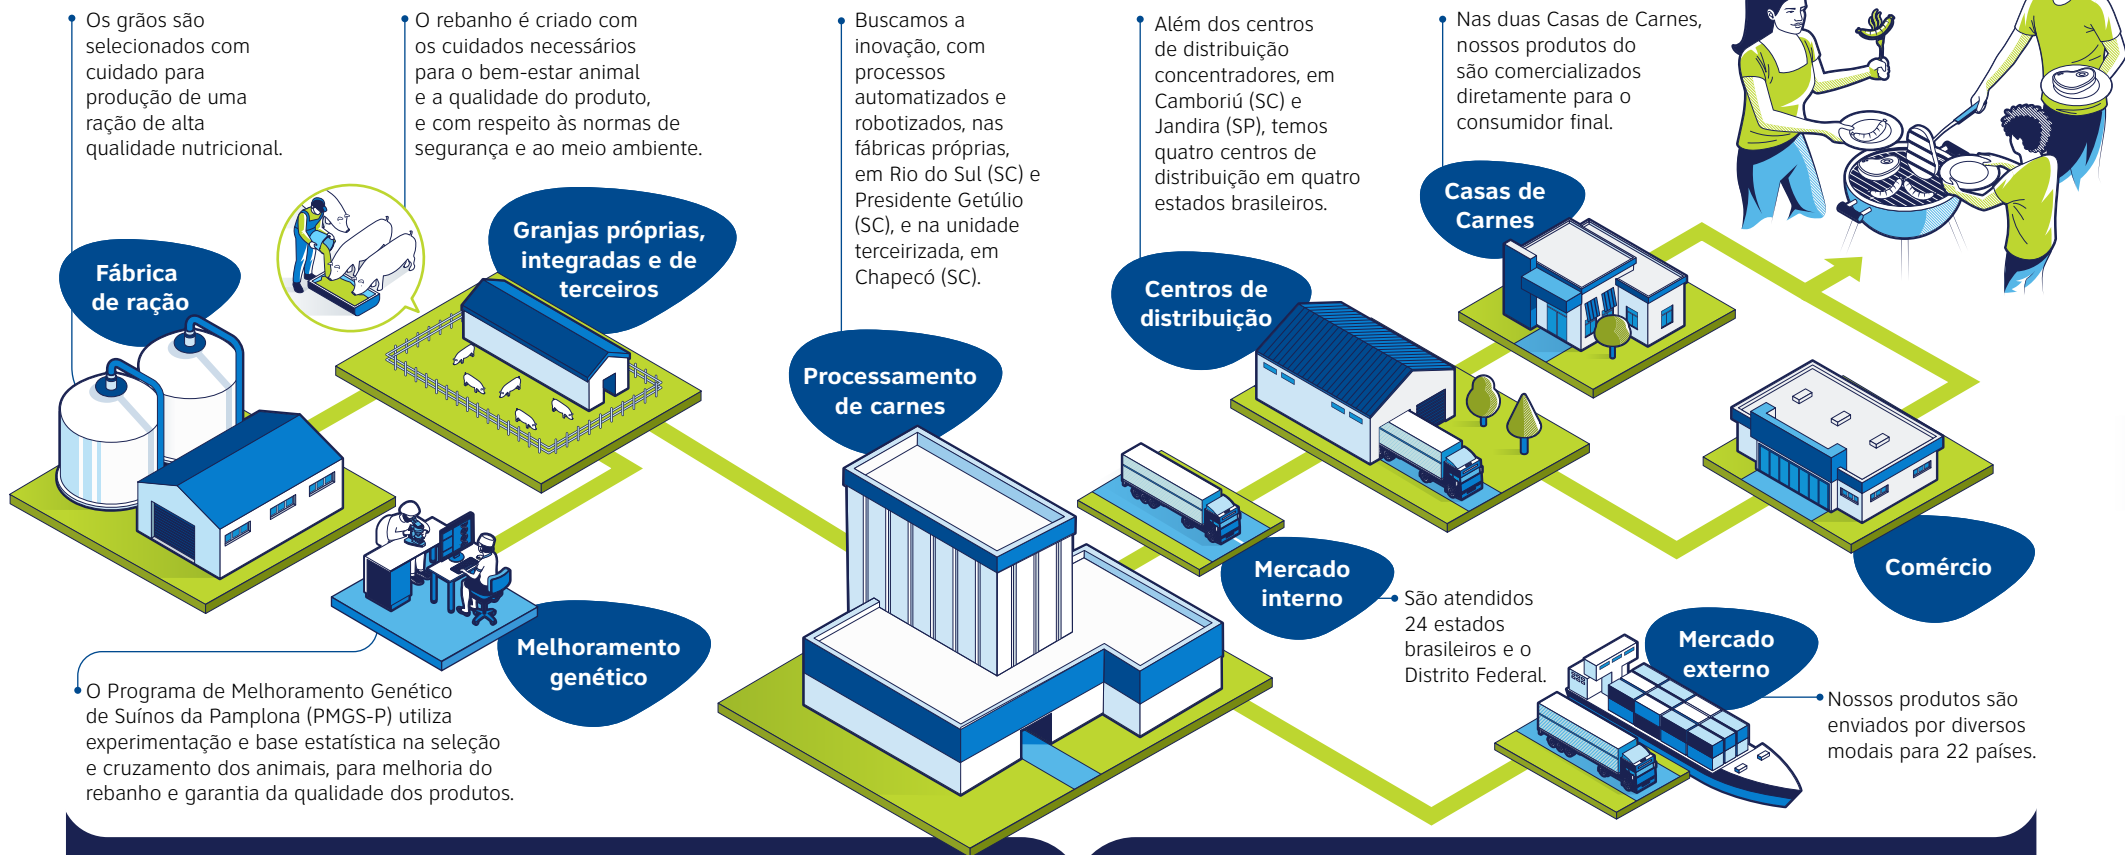 Os grãos são
selecionados com
cuidado para
produção de uma
ração de alta
qualidade nutricional.
Fábrica
de ração
O rebanho é criado com
os cuidados necessários
para o bem-estar animal
e a qualidade do produto,
e com respeito às normas de
segurança e ao meio ambiente.
Granjas próprias,
integradas e de
terceiros
Melhoramento
genético
O Programa de Melhoramento Genético
de Suínos da Pamplona (PMGS-P) utiliza
experimentação e base estatística na seleção
e cruzamento dos animais, para melhoria do
rebanho e garantia da qualidade dos produtos.
Buscamos a
inovação, com
processos
automatizados e
robotizados, nas
fábricas próprias,
em Rio do Sul (SC) e
Presidente Getúlio
(SC), e na unidade
terceirizada, em
Chapecó (SC).
Processamento
de carnes
Além dos centros
de distribuição
concentradores, em
Camboriú (SC) e
Jandira (SP), temos
quatro centros de
distribuição em quatro
estados brasileiros.
Centros de
distribuição
Nas duas Casas de Carnes,
nossos produtos do
são comercializados
diretamente para o
consumidor final.
Casas de
Carnes
Comércio
Mercado
interno
São atendidos
24 estados
brasileiros e o
Distrito Federal.
Mercado
externo
Nossos produtos são
enviados por diversos
modais para 22 países.